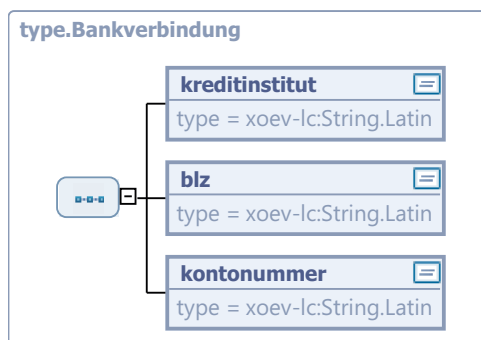 type.Bankverbindung
kreditinstitut
type = xoev-lc:String.Latin
blz
type = xoev-lc:String.Latin
kontonummer
type = xoev-lc:String.Latin